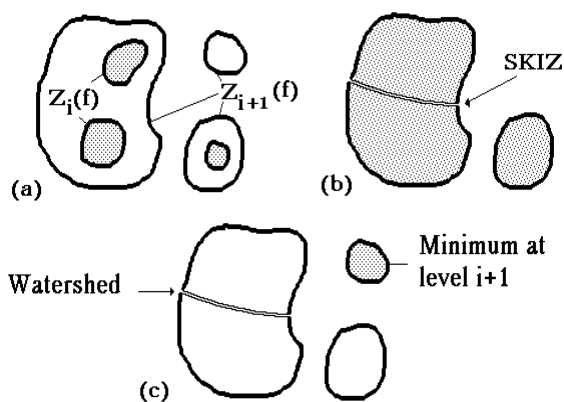 Z_i(f)
Z_{i+1}(f)
(a)
SKIZ
(b)
Watershed
Minimum at
level i+1
(c)